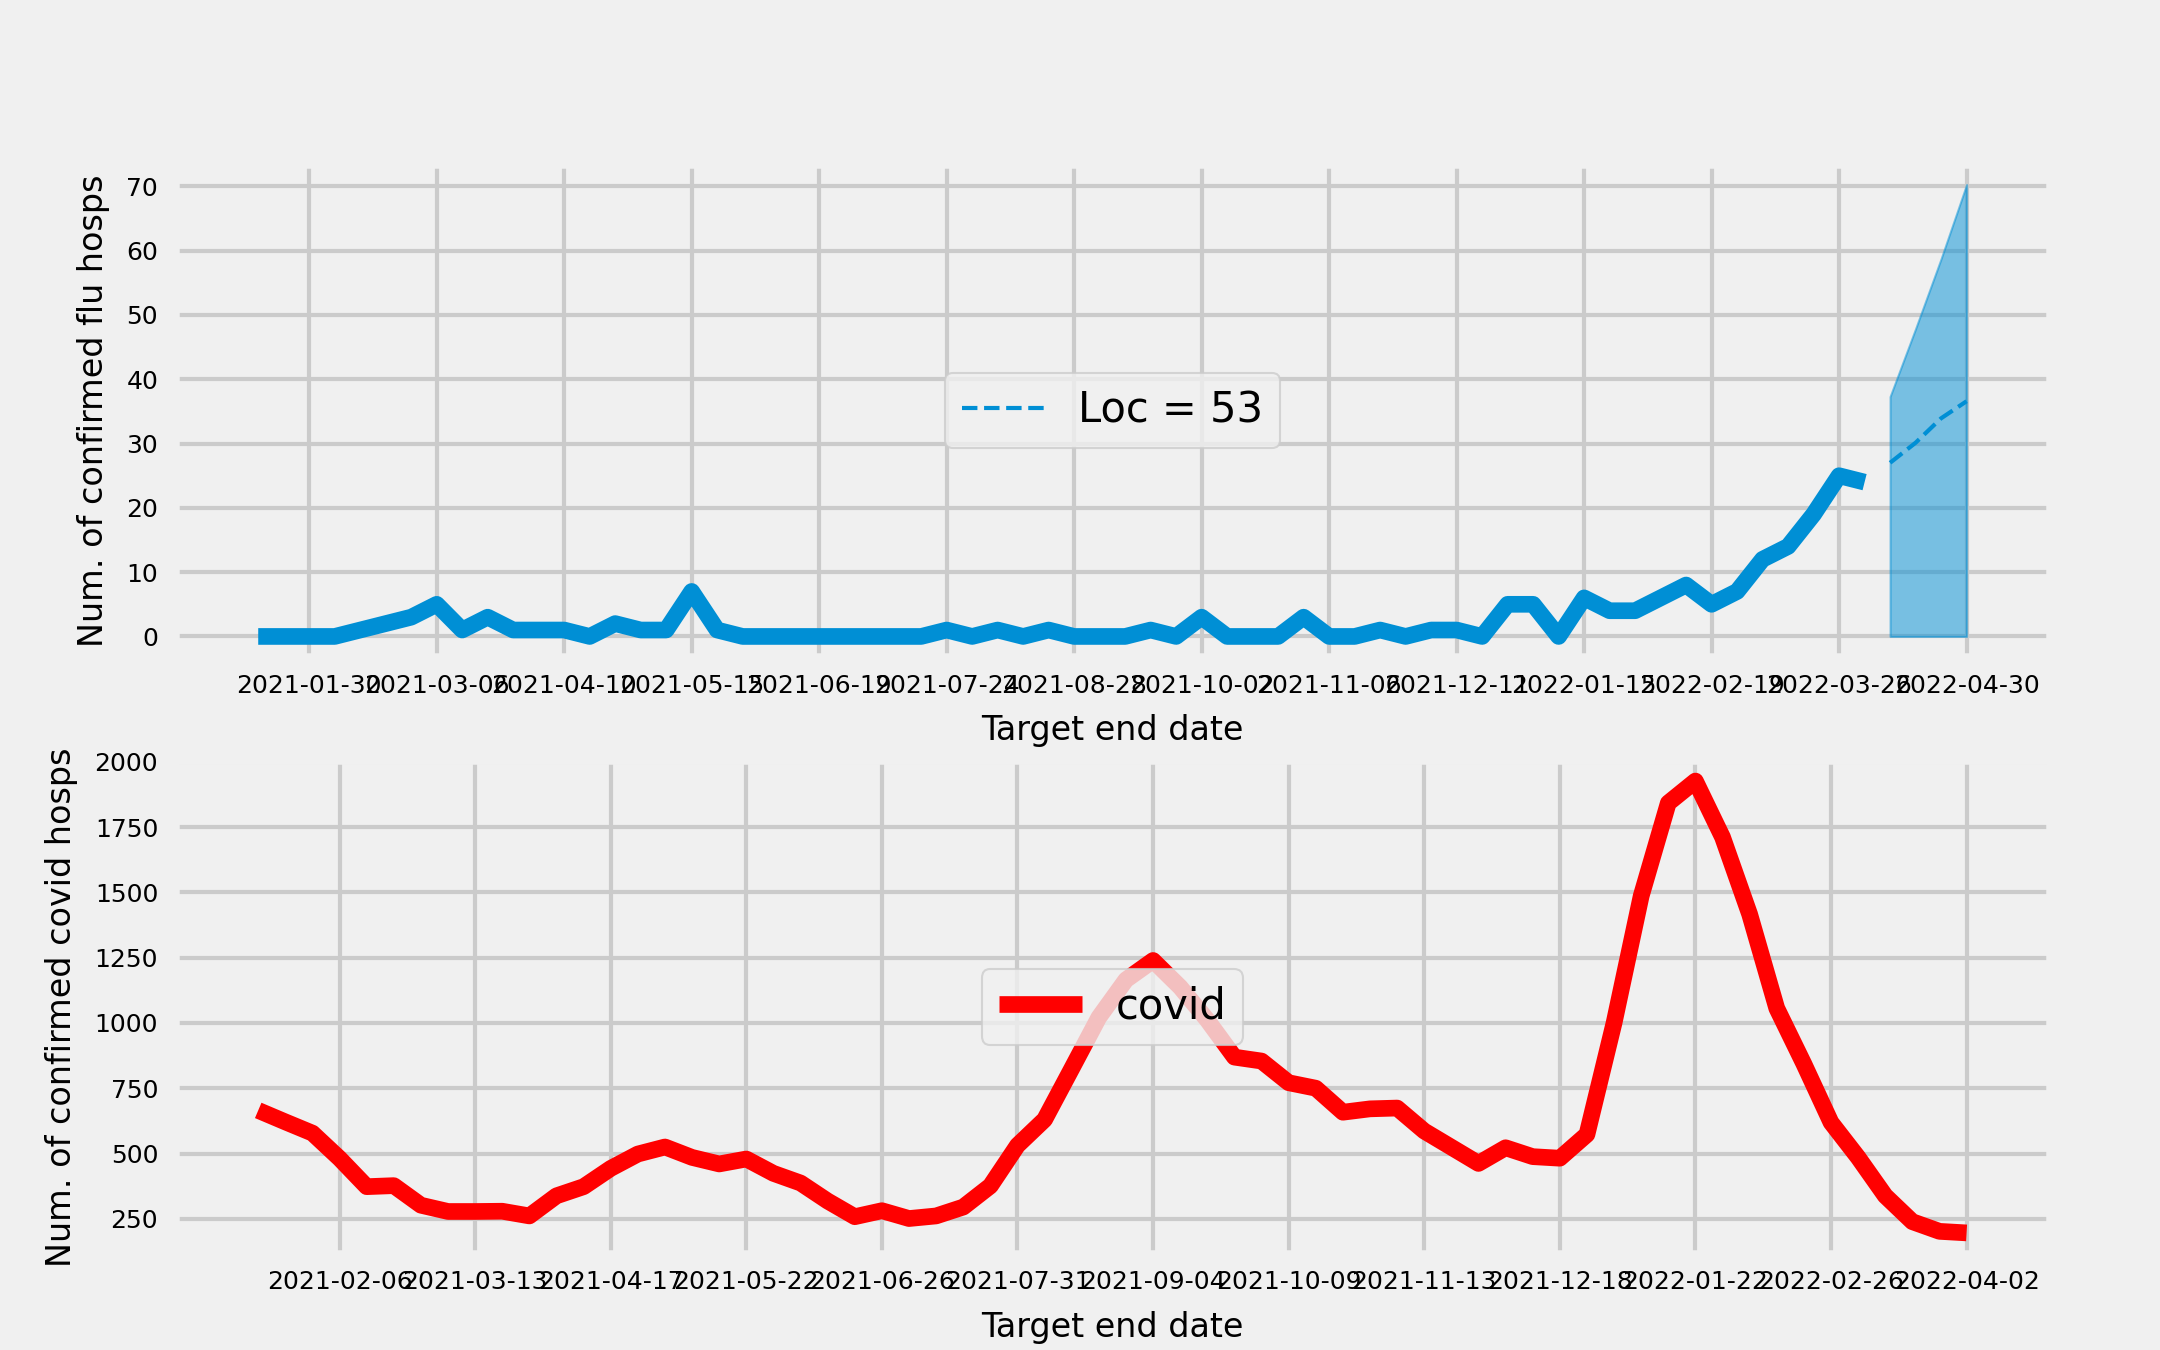 Num. of confirmed flu hosps
70
60
50
40
30
20
10
0
Loc = 53
2021-01-30 2021-03-06 2021-04-10 2021-05-15 2021-06-19 2021-07-24 2021-08-28 2021-10-02 2021-11-06 2021-12-11 2022-01-15 2022-02-19 2022-03-26 2022-04-30
Target end date
Num. of confirmed covid hosps
2000
1750
1500
1250
1000
750
500
250
covid
2021-02-06 2021-03-13 2021-04-17 2021-05-22 2021-06-26 2021-07-31 2021-09-04 2021-10-09 2021-11-13 2021-12-18 2022-01-22 2022-02-26 2022-04-02
Target end date